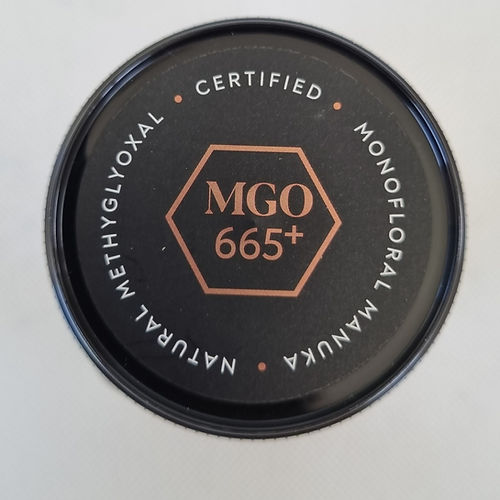 CERTIFIED
MONOFLORAL MANUKA
NATURAL METHYGLYOXAL
MGO
665+